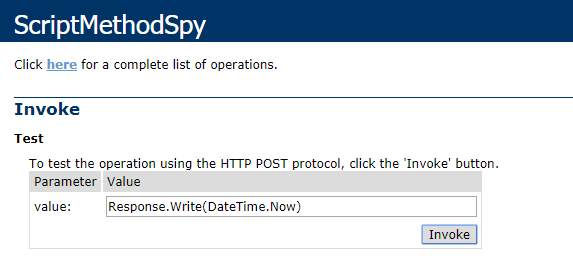 ScriptMethodSpy
Click here for a complete list of operations.
Invoke
Test
To test the operation using the HTTP POST protocol, click the 'Invoke' button.
Parameter Value
value: Response.Write(DateTime.Now)
Invoke